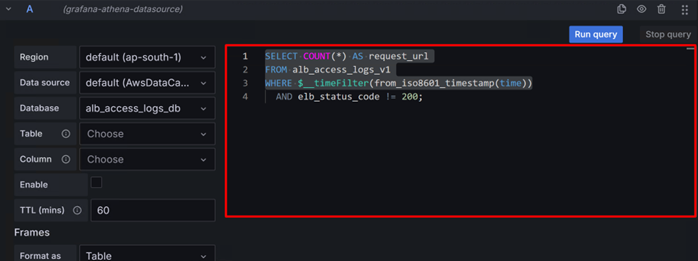 A (grafana-athena-datasource)
Run query Stop query
Region default (ap-south-1)
Data source default (AwsDataCa...
Database alb_access_logs_db
Table Choose
Column Choose
Enable
TTL (mins) 60
Frames
Format as Table
1 SELECT COUNT(*) AS request_url
2 FROM alb_access_logs_v1
3 WHERE $__timeFilter(from_iso8601_timestamp(time))
4 AND elb_status_code != 200;